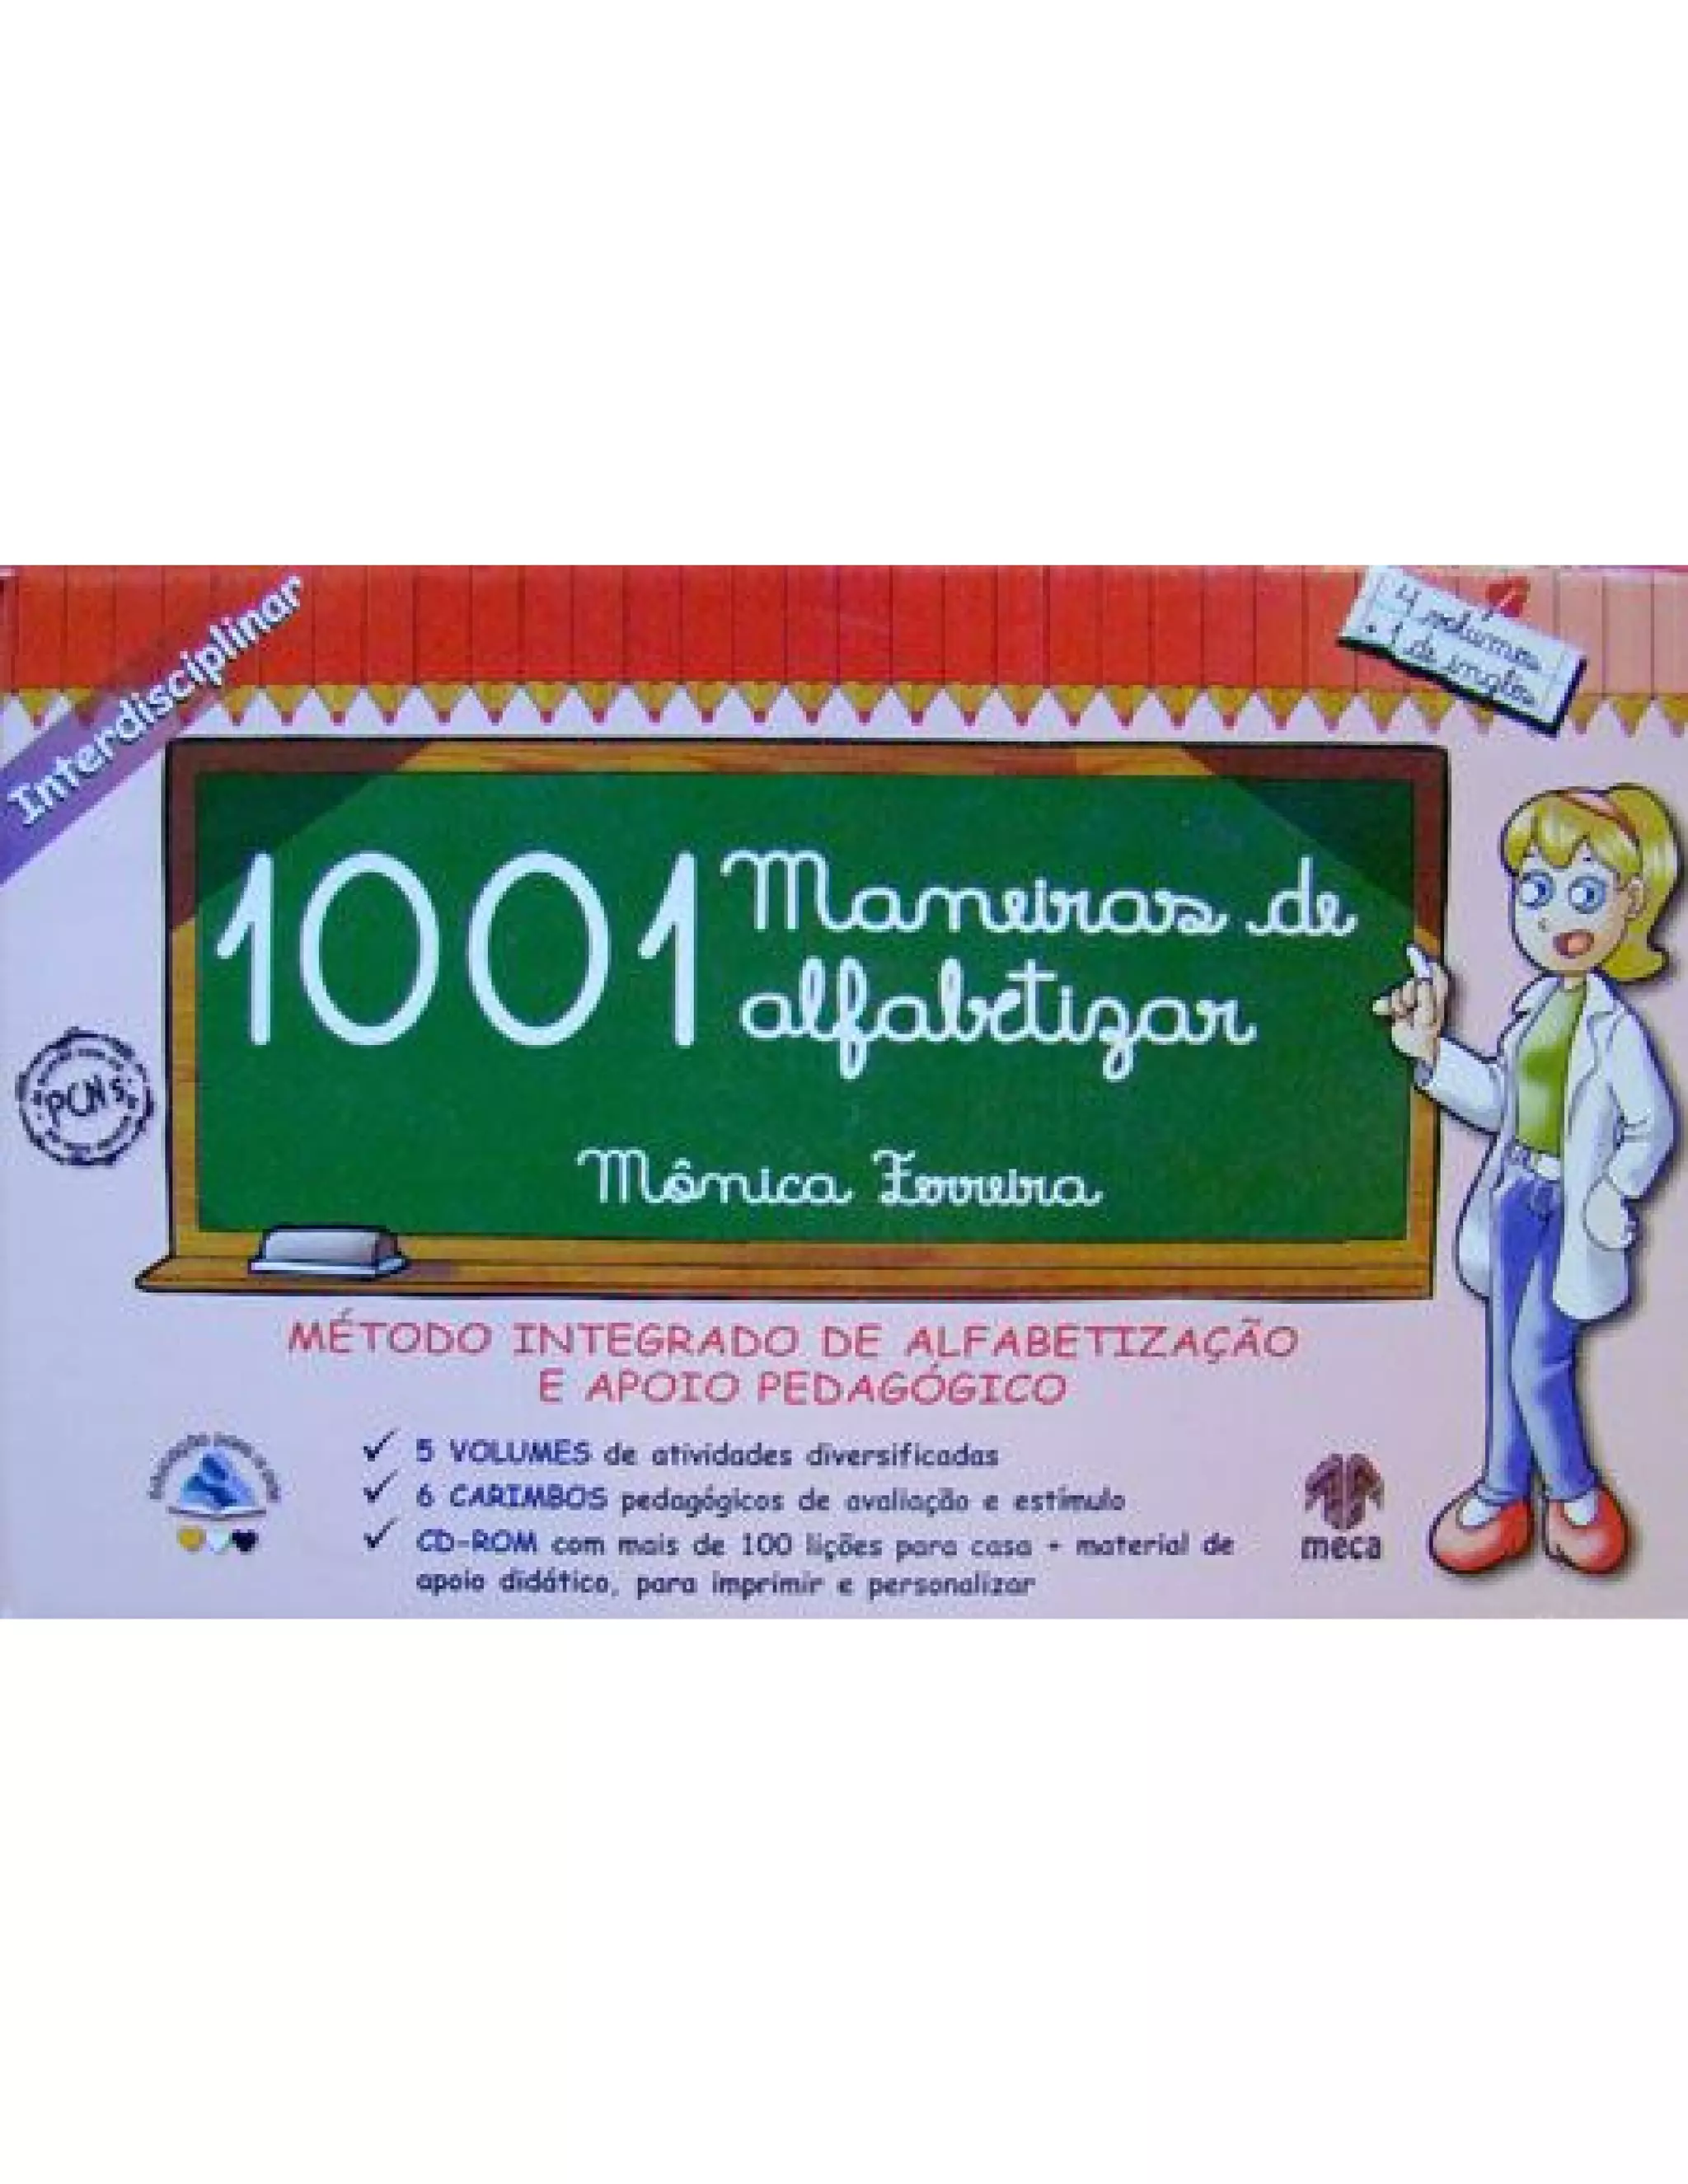 Interdisciplinar
4 volumes
+ 1 de inglês
1001 Maneiras de
alfabetizar
PCNs
Mônica Ferreira
MÉTODO INTEGRADO DE ALFABETIZAÇÃO
E APOIO PEDAGÓGICO
✓ 5 VOLUMES de atividades diversificadas
✓ 6 CARIMBOS pedagógicos de avaliação e estímulo
✓ CD-ROM com mais de 100 lições para casa + material de
apoio didático, para imprimir e personalizar
meca